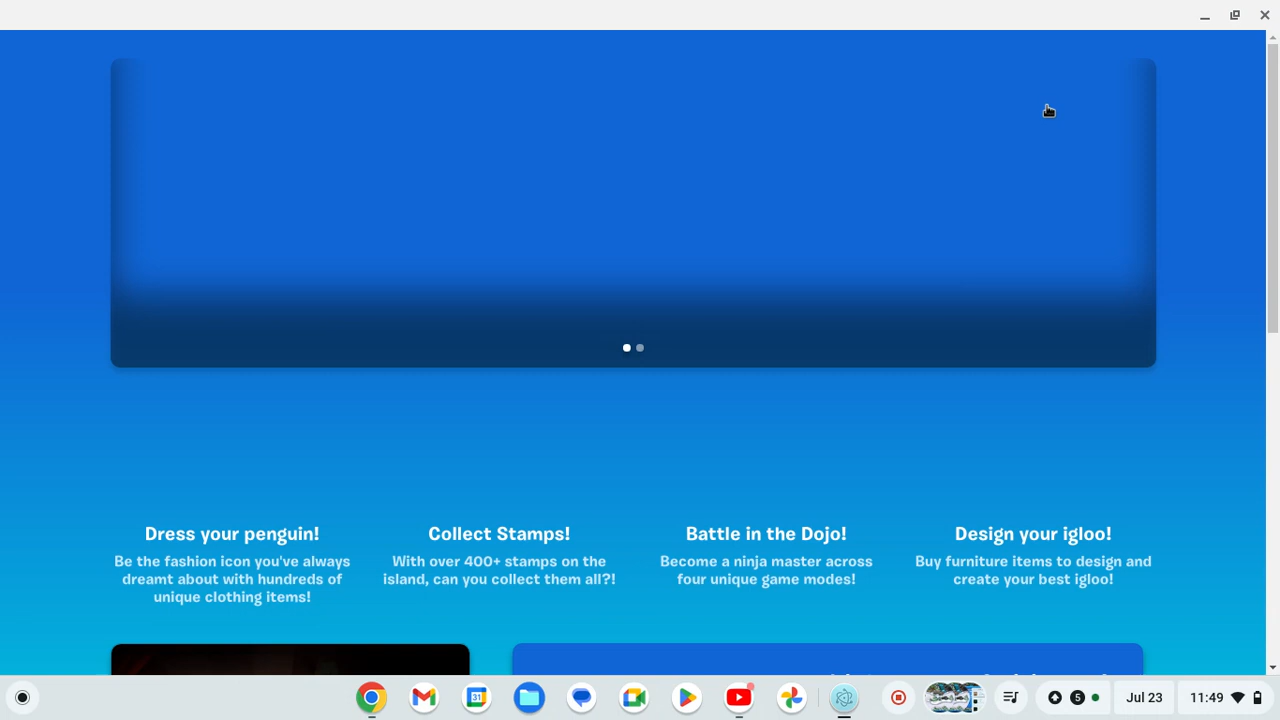 Dress your penguin!
Be the fashion icon you've always
dreamt about with hundreds of
unique clothing items!
Collect Stamps!
With over 400+ stamps on the
island, can you collect them all?!
Battle in the Dojo!
Become a ninja master across
four unique game modes!
Design your igloo!
Buy furniture items to design and
create your best igloo!
31
5
Jul 23
11:49